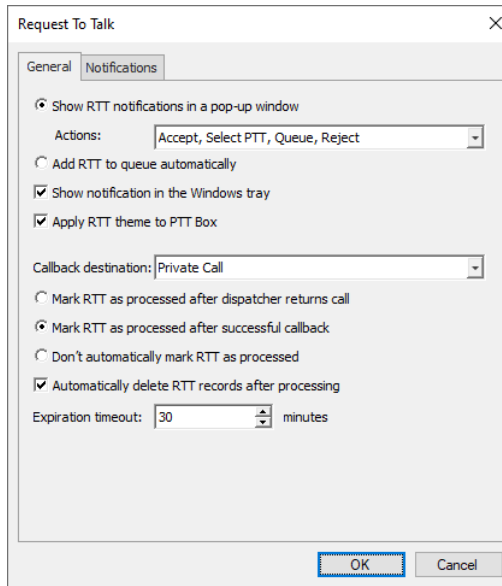 Request To Talk
General
Notifications
Show RTT notifications in a pop-up window
Actions: Accept, Select PTT, Queue, Reject
Add RTT to queue automatically
Show notification in the Windows tray
Apply RTT theme to PTT Box
Callback destination: Private Call
Mark RTT as processed after dispatcher returns call
Mark RTT as processed after successful callback
Don't automatically mark RTT as processed
Automatically delete RTT records after processing
Expiration timeout: 30 minutes
OK Cancel